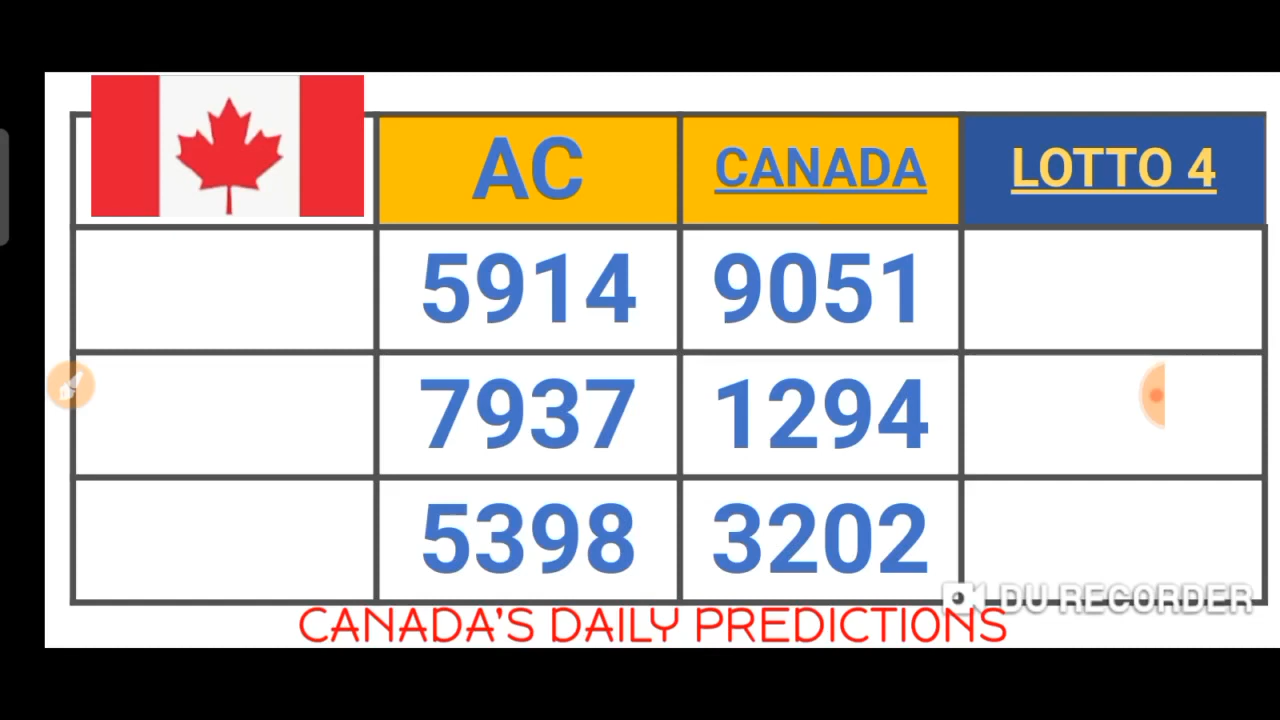 AC CANADA LOTTO 4
5914 9051
7937 1294
5398 3202
DU RECORDER
CANADA'S DAILY PREDICTIONS